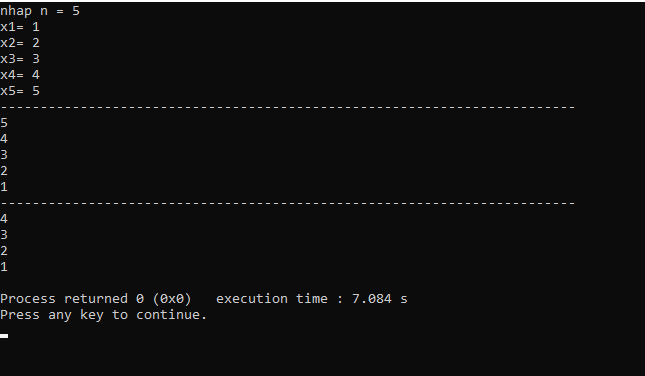 nhap n = 5
x1= 1
x2= 2
x3= 3
x4= 4
x5= 5
------------------------------------------------------------------------
5
4
3
2
1
------------------------------------------------------------------------
4
3
2
1
Process returned 0 (0x0)   execution time : 7.084 s
Press any key to continue.